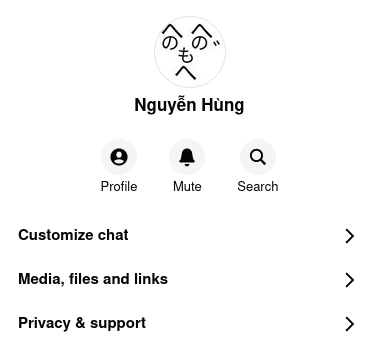 へへ
のの〃
も
へ
Nguyễn Hùng
Profile
Mute
Search
Customize chat
Media, files and links
Privacy & support